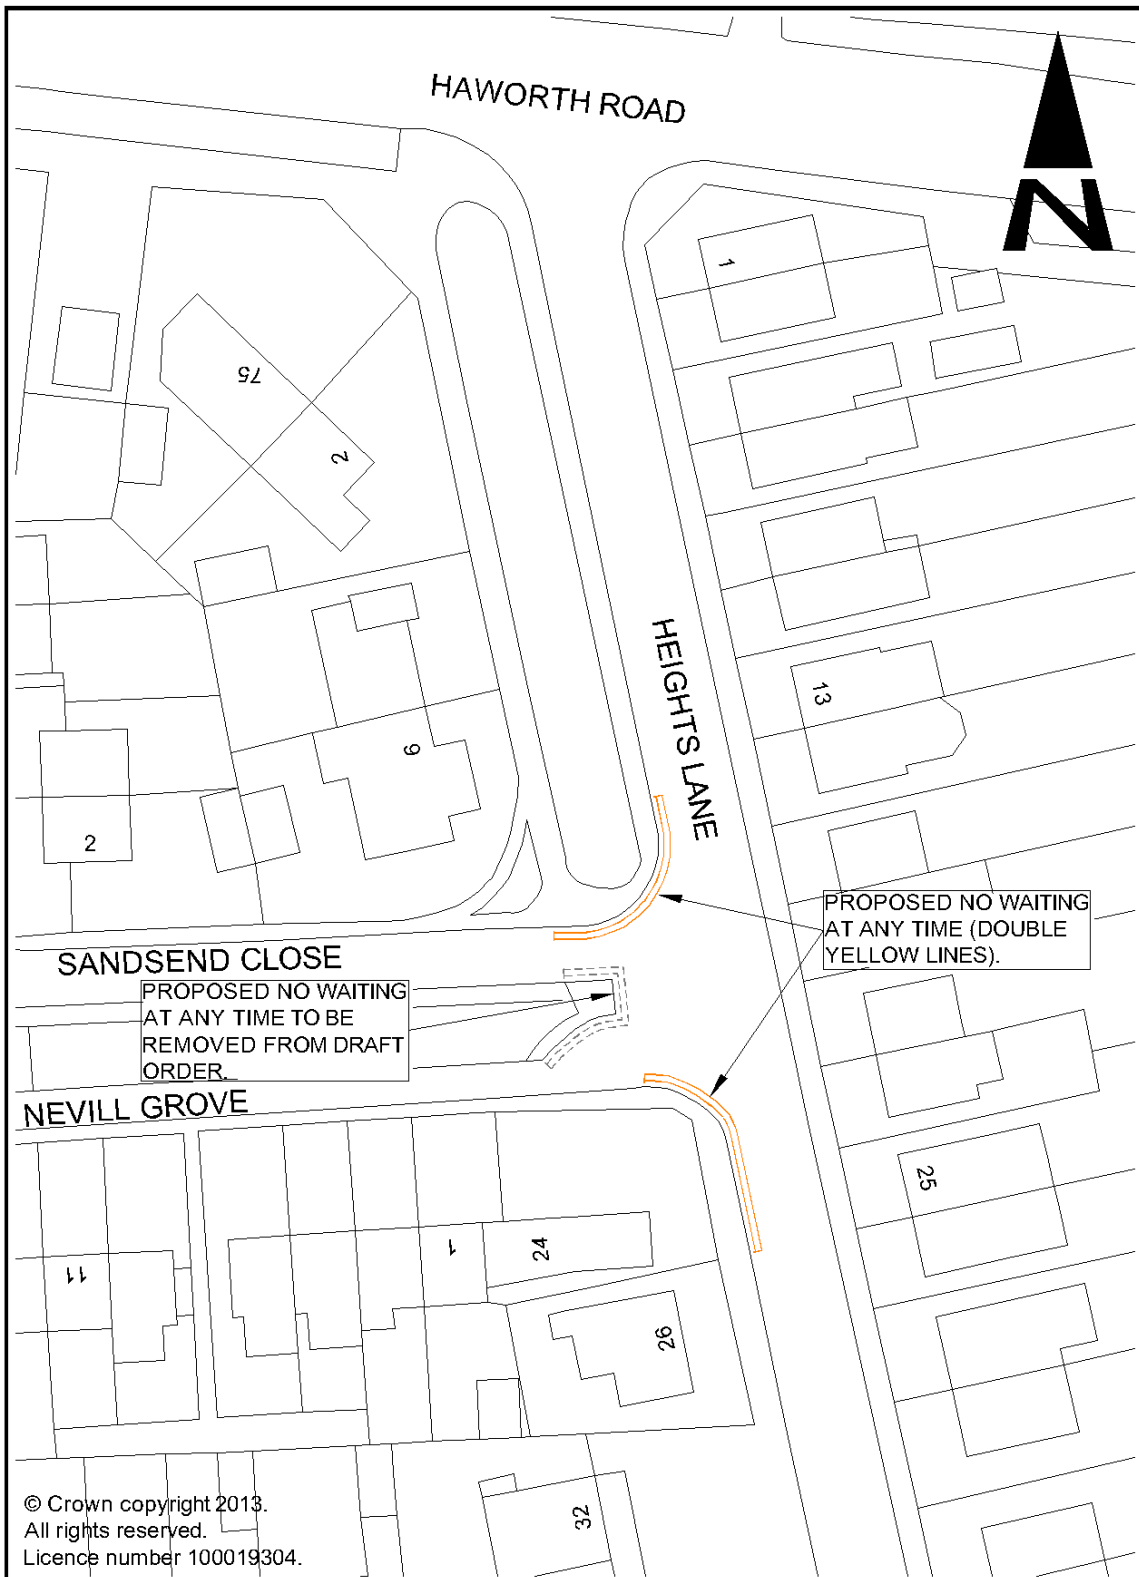 HAWORTH ROAD
N
1
75
2
HEIGHTS LANE
13
9
2
PROPOSED NO WAITING
AT ANY TIME (DOUBLE
YELLOW LINES).
SANDSEND CLOSE
PROPOSED NO WAITING
AT ANY TIME TO BE
REMOVED FROM DRAFT
ORDER.
NEVILL GROVE
25
11
1
24
26
32
© Crown copyright 2013.
All rights reserved.
Licence number 100019304.